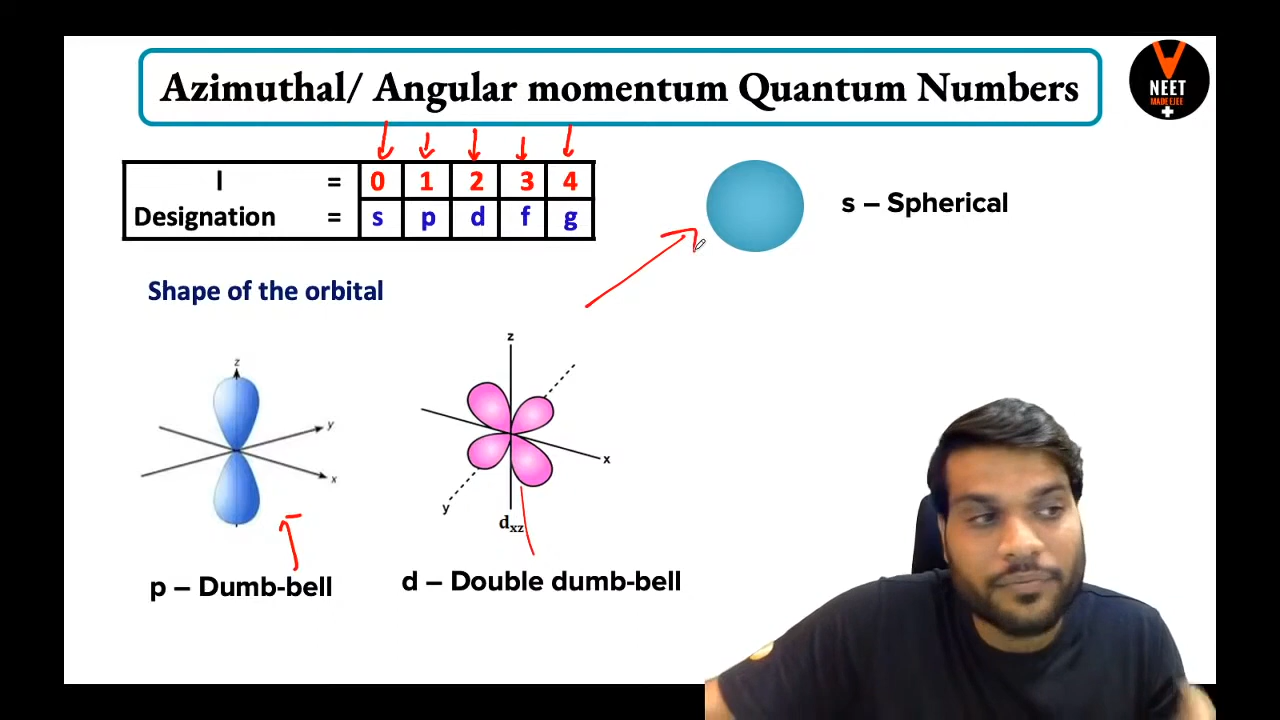 Azimuthal/ Angular momentum Quantum Numbers
NEET
MADE EJEE
l = 0 1 2 3 4
Designation = s p d f g
s – Spherical
Shape of the orbital
z
y
x
p – Dumb-bell
z
x
y
dxz
d – Double dumb-bell